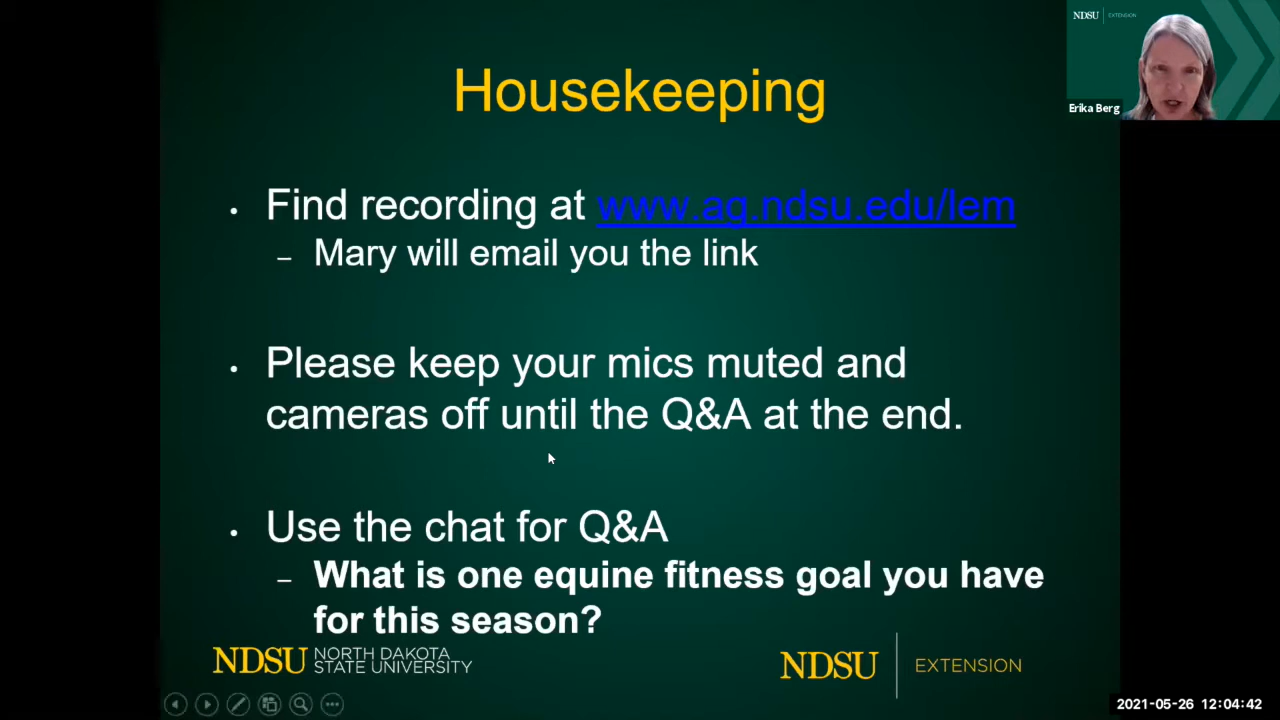 NDSU EXTENSION
Erika Berg
Housekeeping
• Find recording at www.ag.ndsu.edu/lem
– Mary will email you the link
• Please keep your mics muted and
cameras off until the Q&A at the end.
• Use the chat for Q&A
– What is one equine fitness goal you have
for this season?
NDSU NORTH DAKOTA
STATE UNIVERSITY
NDSU EXTENSION
2021-05-26 12:04:42